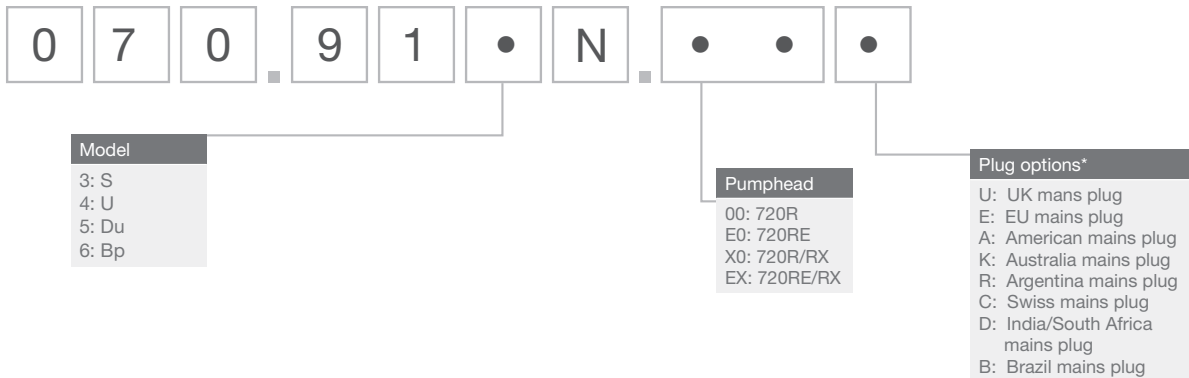 0 7 0 . 9 1 • N . • • •
Model
3: S
4: U
5: Du
6: Bp
Pumphead
00: 720R
E0: 720RE
X0: 720R/RX
EX: 720RE/RX
Plug options*
U: UK mans plug
E: EU mains plug
A: American mains plug
K: Australia mains plug
R: Argentina mains plug
C: Swiss mains plug
D: India/South Africa
mains plug
B: Brazil mains plug